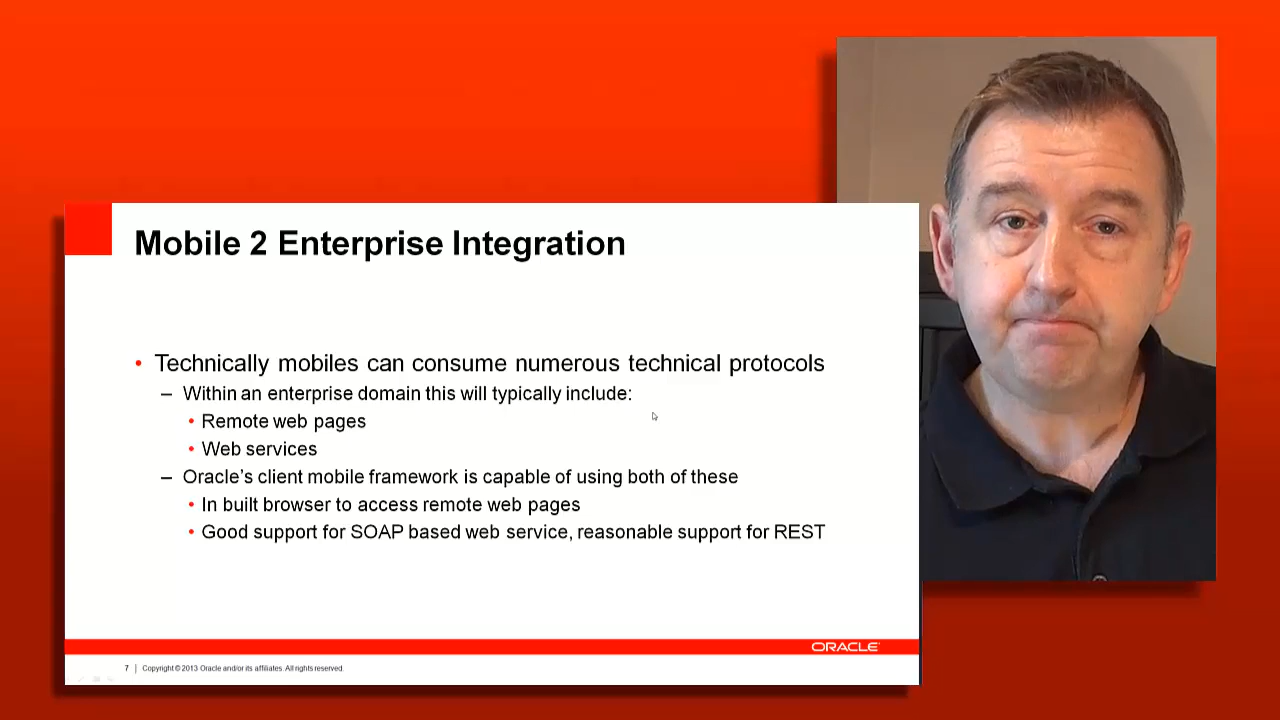 Mobile 2 Enterprise Integration
• Technically mobiles can consume numerous technical protocols
– Within an enterprise domain this will typically include:
• Remote web pages
• Web services
– Oracle’s client mobile framework is capable of using both of these
• In built browser to access remote web pages
• Good support for SOAP based web service, reasonable support for REST
ORACLE
7 | Copyright © 2013 Oracle and/or its affiliates. All rights reserved.